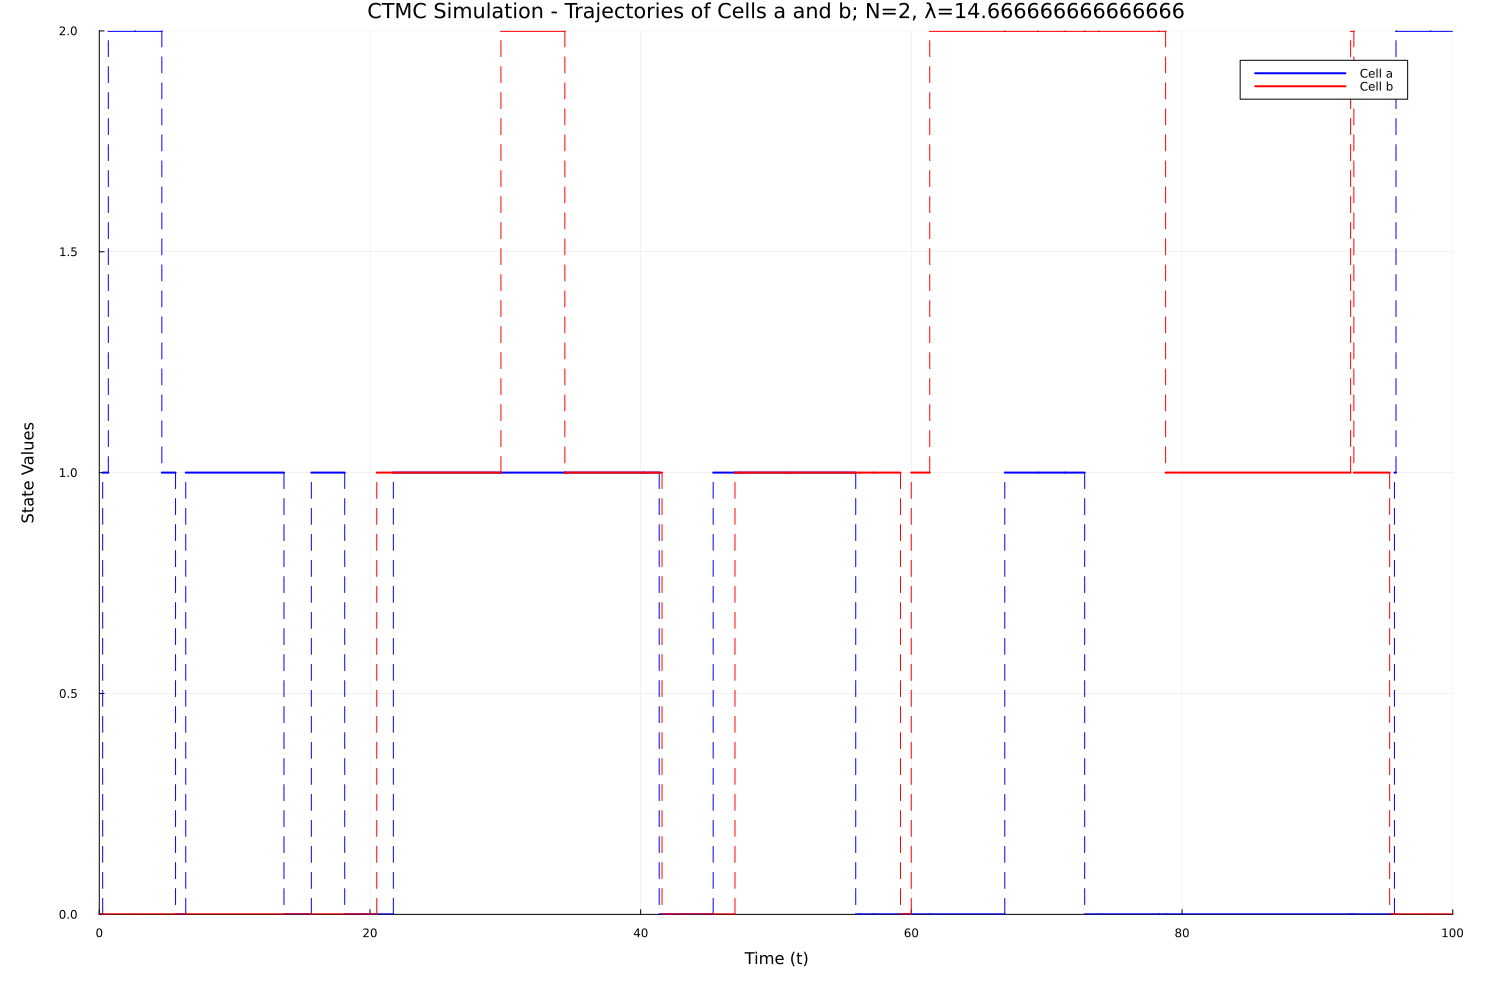 CTMC Simulation - Trajectories of Cells a and b; N=2, λ=14.666666666666666
2.0
Cell a
Cell b
1.5
1.0
State Values
0.5
0.0
0 20 40 60 80 100
Time (t)